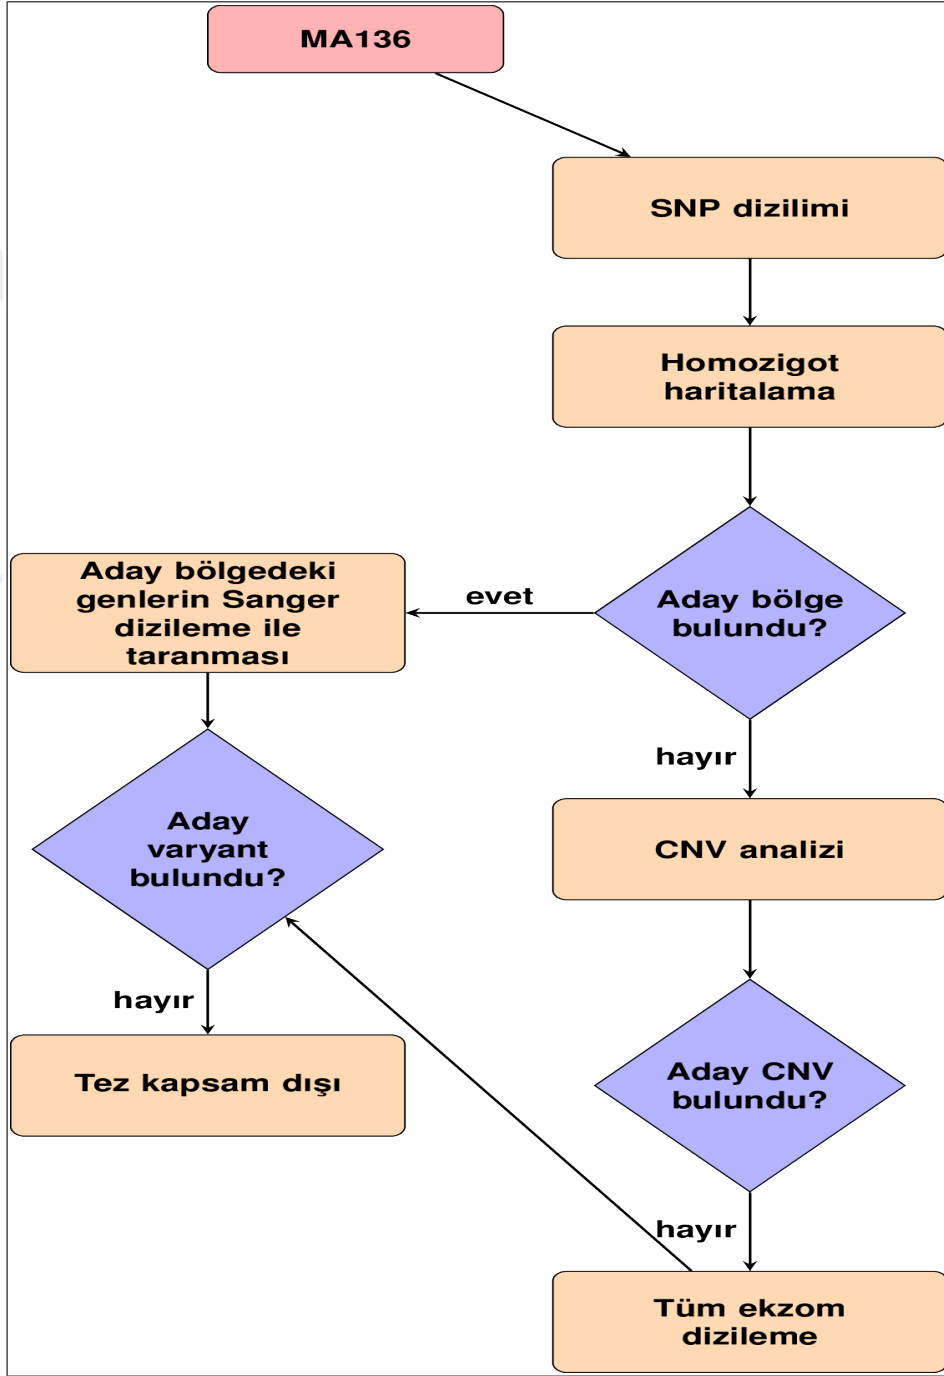 MA136
SNP dizilimi
Homozigot
haritalama
Aday bölge
bulundu?
evet
Aday bölgedeki
genlerin Sanger
dizileme ile
taranması
hayır
Aday
varyant
bulundu?
CNV analizi
hayır
Tez kapsam dışı
Aday CNV
bulundu?
hayır
Tüm ekzom
dizileme